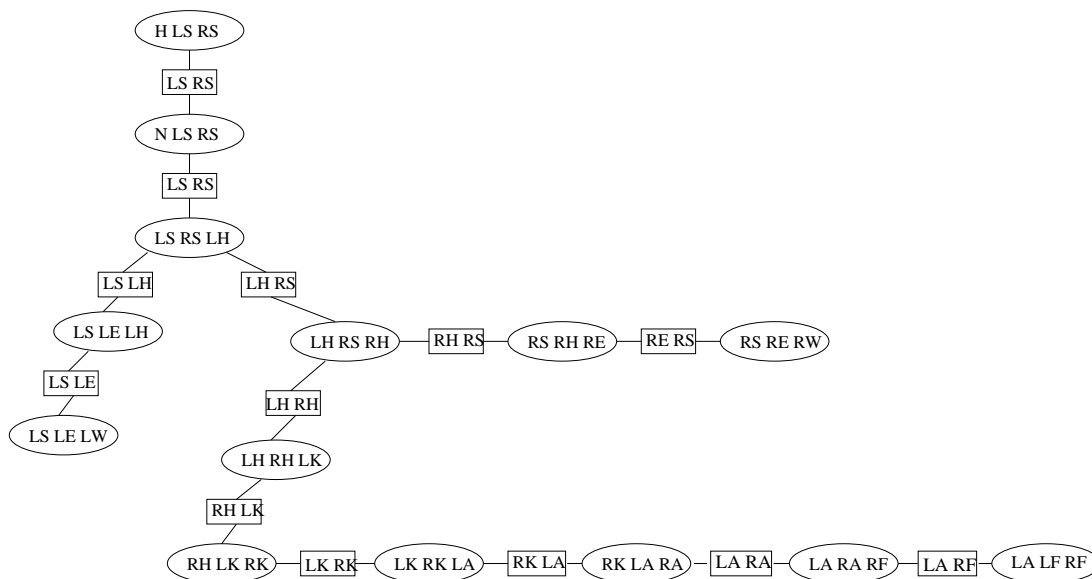 H LS RS
LS RS
N LS RS
LS RS
LS RS LH
LS LH
LH RS
LS LE LH
LH RS RH
RH RS
RS RH RE
RE RS
RS RE RW
LS LE
LH RH
LS LE LW
LH RH LK
RH LK
RH LK RK
LK RK
LK RK LA
RK LA
RK LA RA
LA RA
LA RA RF
LA RF
LA LF RF